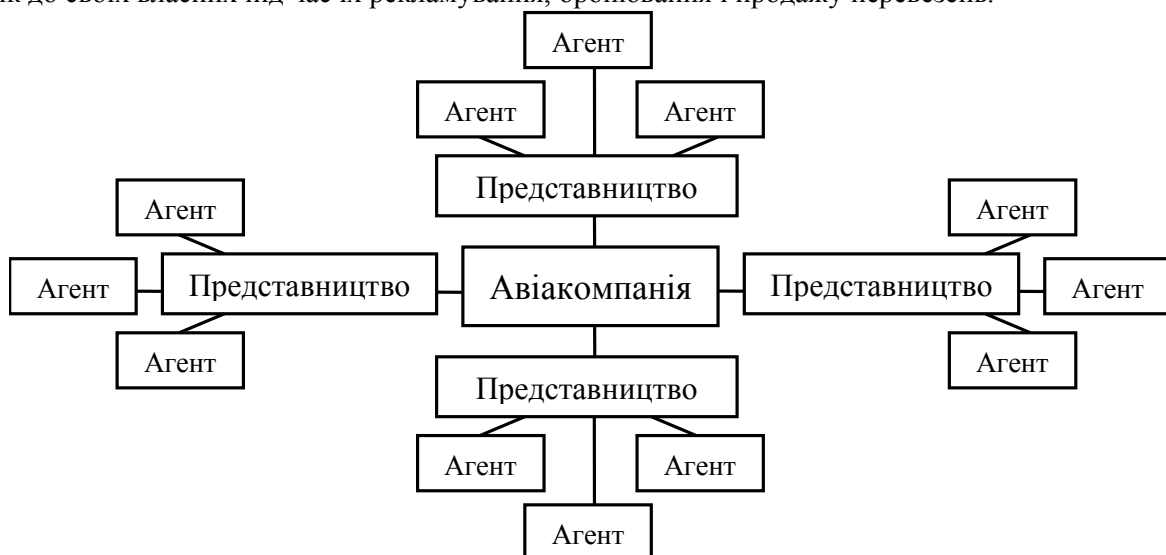 до своїх власних під час їх рекламування, бронювання і продажу перевезень.
Агент
Агент
Агент
Представництво
Агент
Агент
Агент
Представництво
Авіакомпанія
Представництво
Агент
Агент
Агент
Представництво
Агент
Агент
Агент